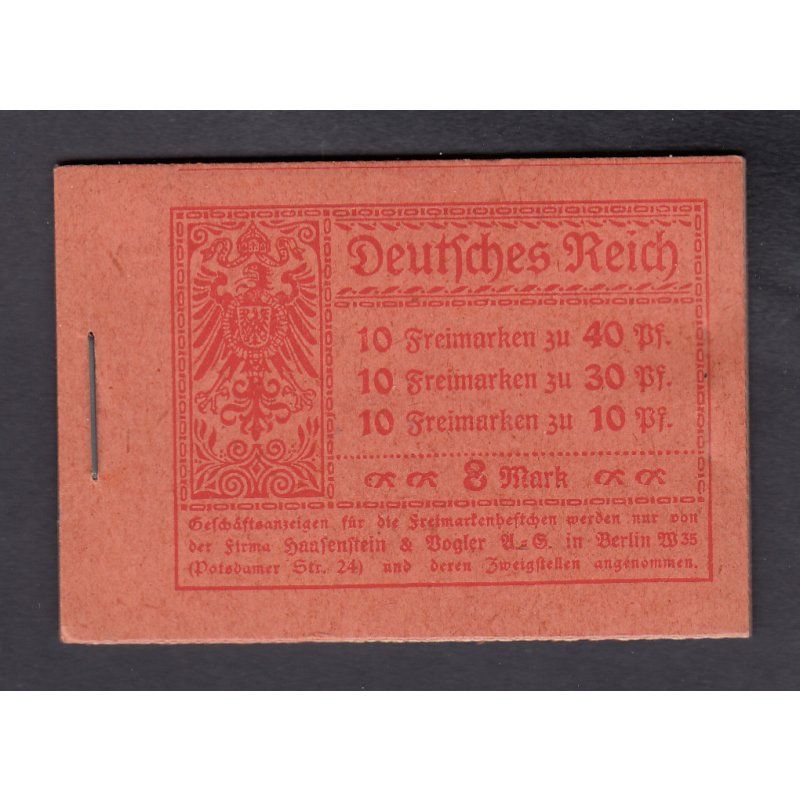 Deutsches Reich
10 Freimarken zu 40 Pf.
10 Freimarken zu 30 Pf.
10 Freimarken zu 10 Pf.
8 Mark
Geschäftsanzeigen für die Freimarkenheftchen werden nur von
der Firma Haasenstein & Vogler A.-G. in Berlin W 35
(Potsdamer Str. 24) und deren Zweigstellen angenommen.